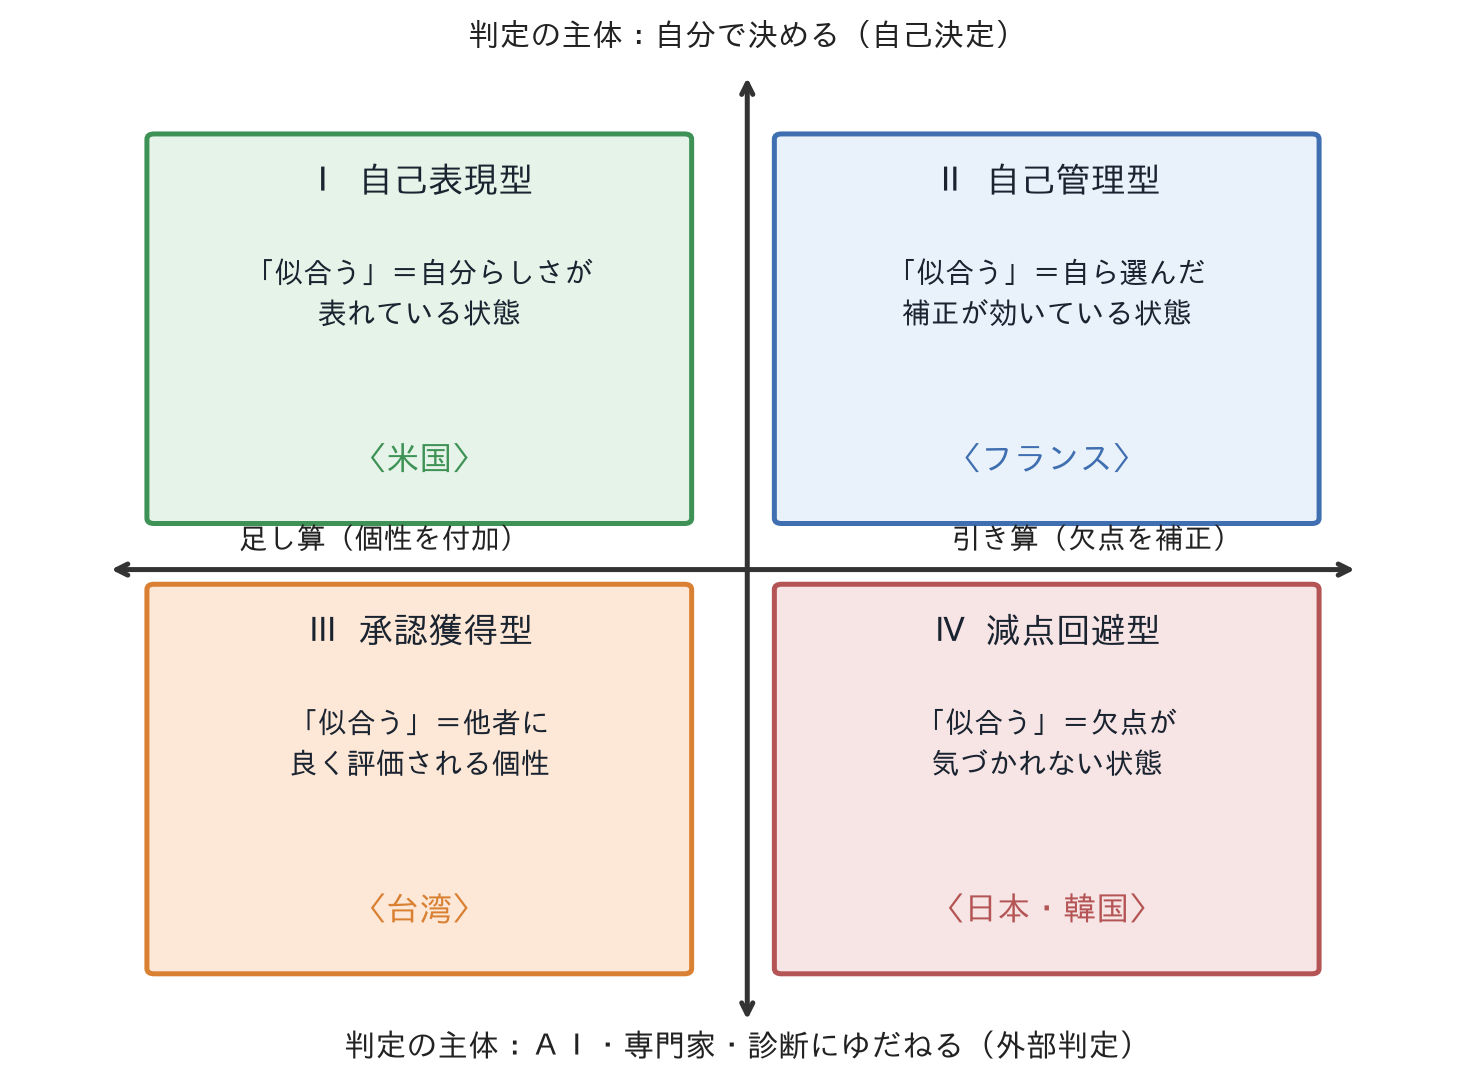 判定の主体：自分で決める（自己決定）
Ⅰ 自己表現型
「似合う」＝自分らしさが
表れている状態
〈米国〉
Ⅱ 自己管理型
「似合う」＝自ら選んだ
補正が効いている状態
〈フランス〉
足し算（個性を付加）
引き算（欠点を補正）
Ⅲ 承認獲得型
「似合う」＝他者に
良く評価される個性
〈台湾〉
Ⅳ 減点回避型
「似合う」＝欠点が
気づかれない状態
〈日本・韓国〉
判定の主体：ＡＩ・専門家・診断にゆだねる（外部判定）